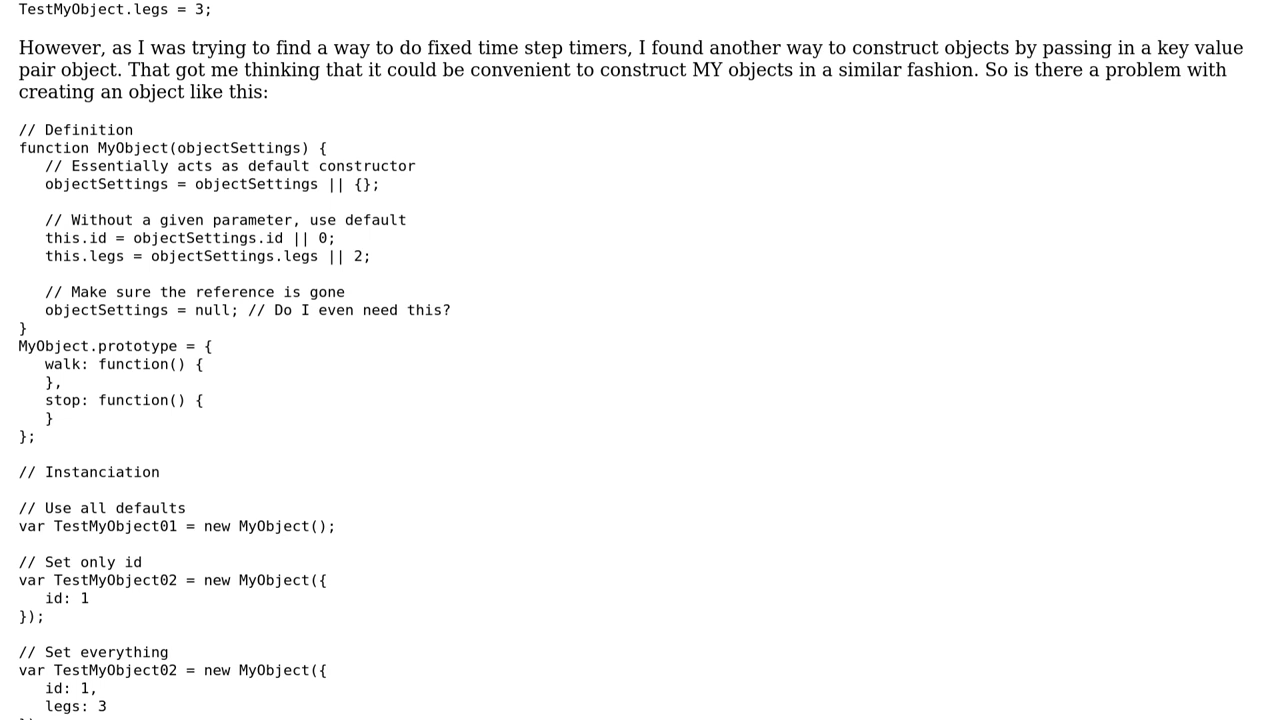 TestMyObject.legs = 3;
However, as I was trying to find a way to do fixed time step timers, I found another way to construct objects by passing in a key value
pair object. That got me thinking that it could be convenient to construct MY objects in a similar fashion. So is there a problem with
creating an object like this:
// Definition
function MyObject(objectSettings) {
   // Essentially acts as default constructor
   objectSettings = objectSettings || {};
   // Without a given parameter, use default
   this.id = objectSettings.id || 0;
   this.legs = objectSettings.legs || 2;
   // Make sure the reference is gone
   objectSettings = null; // Do I even need this?
}
MyObject.prototype = {
   walk: function() {
   },
   stop: function() {
   }
};
// Instanciation
// Use all defaults
var TestMyObject01 = new MyObject();
// Set only id
var TestMyObject02 = new MyObject({
   id: 1
});
// Set everything
var TestMyObject02 = new MyObject({
   id: 1,
   legs: 3